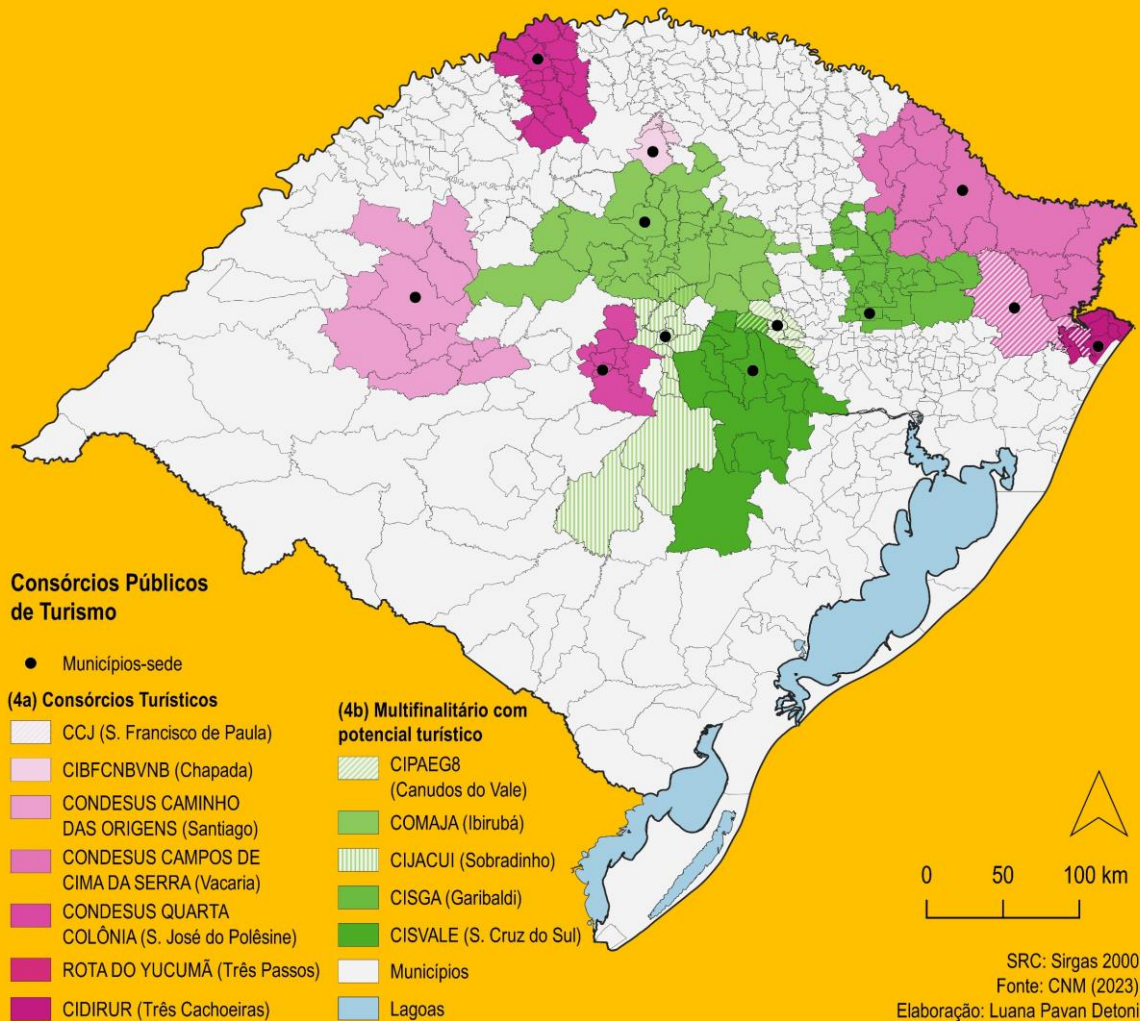 Consórcios Públicos
de Turismo
Municípios-sede
(4a) Consórcios Turísticos
CCJ (S. Francisco de Paula)
CIBFCNBVNB (Chapada)
CONDESUS CAMINHO
DAS ORIGENS (Santiago)
CONDESUS CAMPOS DE
CIMA DA SERRA (Vacaria)
CONDESUS QUARTA
COLÔNIA (S. José do Polêsine)
ROTA DO YUCUMÃ (Três Passos)
CIDIRUR (Três Cachoeiras)
(4b) Multifinalitário com
potencial turístico
CIPAEG8
(Canudos do Vale)
COMAJA (Ibirubá)
CIJACUI (Sobradinho)
CISGA (Garibaldi)
CISVALE (S. Cruz do Sul)
Municípios
Lagoas
0 50 100 km
SRC: Sirgas 2000
Fonte: CNM (2023)
Elaboração: Luana Pavan Detoni